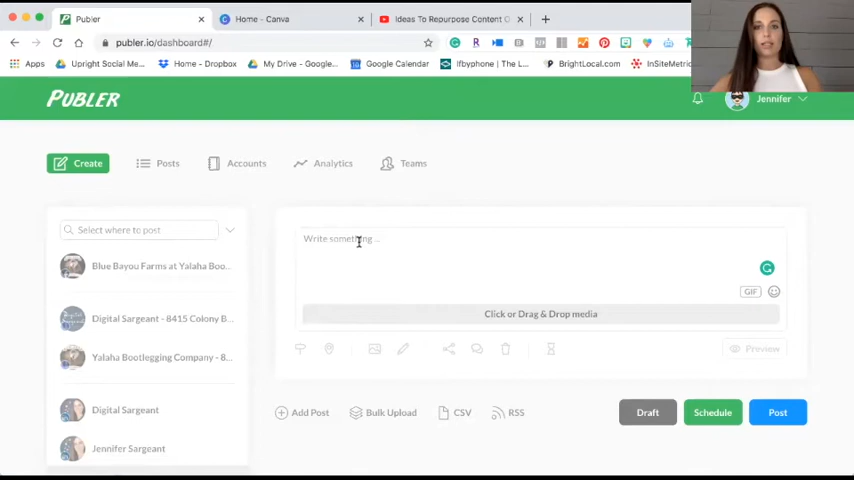 Publer
Home - Canva
Ideas To Repurpose Content O
publer.io/dashboard#/
Apps
Upright Social Me...
Home - Dropbox
My Drive - Google...
Google Calendar
Ifbyphone | The L...
BrightLocal.com
InSiteMetric
PUBLER
Jennifer
Create
Posts
Accounts
Analytics
Teams
Select where to post
Write something ...
Blue Bayou Farms at Yalaha Boo...
GIF
Click or Drag & Drop media
Digital Sargeant - 8415 Colony B...
Yalaha Bootlegging Company - 8...
Preview
Digital Sargeant
Add Post
Bulk Upload
CSV
RSS
Draft
Schedule
Post
Jennifer Sargeant